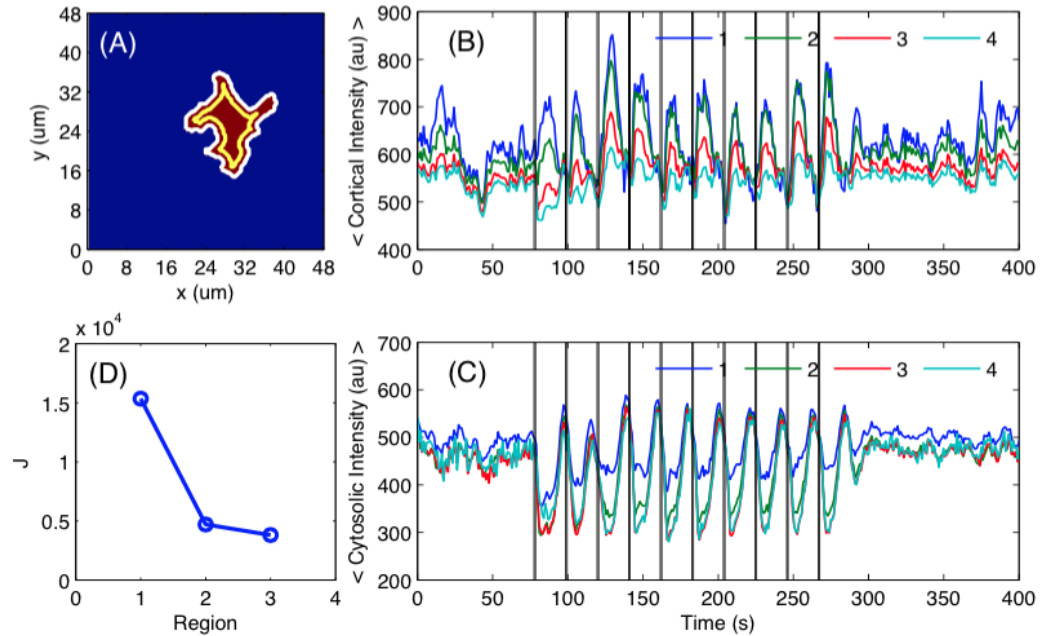 (A)
48
40
32
24
16
8
0
y (um)
0 8 16 24 32 40 48
x (um)
(B)
1 2 3 4
900
800
700
600
500
400
< Cortical Intensity (au) >
0 50 100 150 200 250 300 350 400
(D)
x 10^4
2
1.5
1
0.5
0
J
0 1 2 3 4
Region
(C)
1 2 3 4
700
600
500
400
300
200
< Cytosolic Intensity (au) >
0 50 100 150 200 250 300 350 400
Time (s)